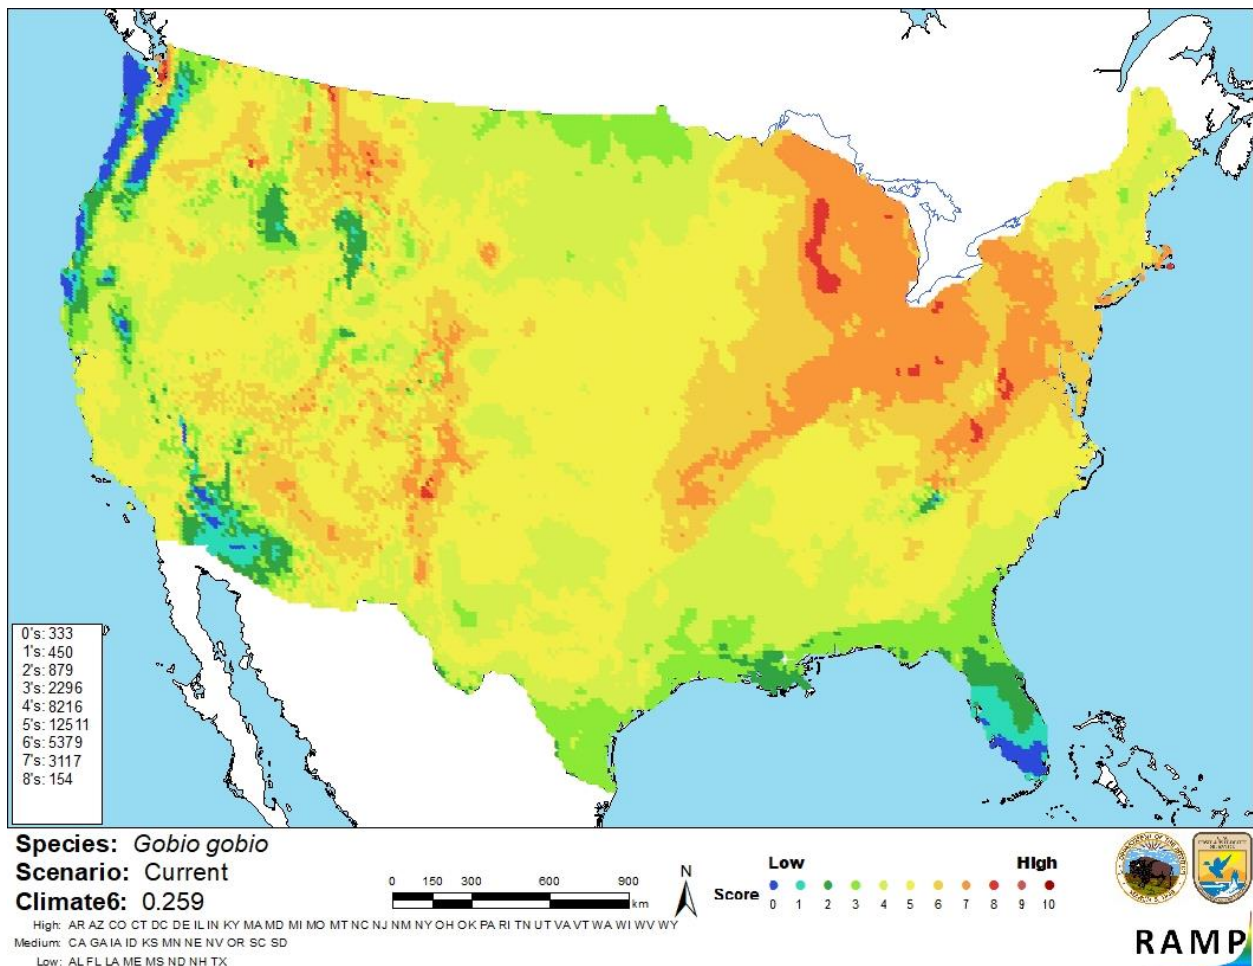 0's: 333
1's: 450
2's: 879
3's: 2296
4's: 8216
5's: 12511
6's: 5379
7's: 3117
8's: 154
Species: Gobio gobio
Scenario: Current
Climate6: 0.259
High: AR AZ CO CT DC DE IL IN KY MA MD MI MO MT NC NJ NM NY OH OK PA RI TN UT VA VT WA WI WV WY
Medium: CA GA IA ID KS MN NE NV OR SC SD
Low: AL FL LA ME MS ND NH TX
0 150 300 600 900
km
N
Low High
Score 0 1 2 3 4 5 6 7 8 9 10
RAMP